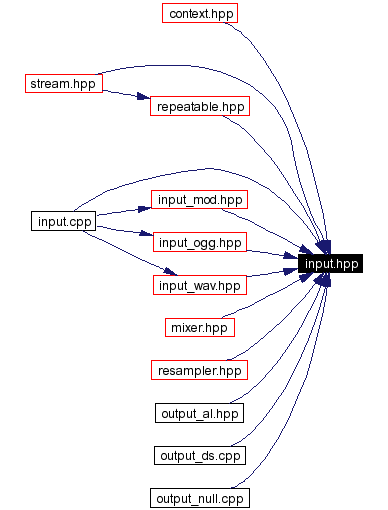 context.hpp
stream.hpp
repeatable.hpp
input_mod.hpp
input.cpp
input_ogg.hpp
input.hpp
input_wav.hpp
mixer.hpp
resampler.hpp
output_al.hpp
output_ds.cpp
output_null.cpp